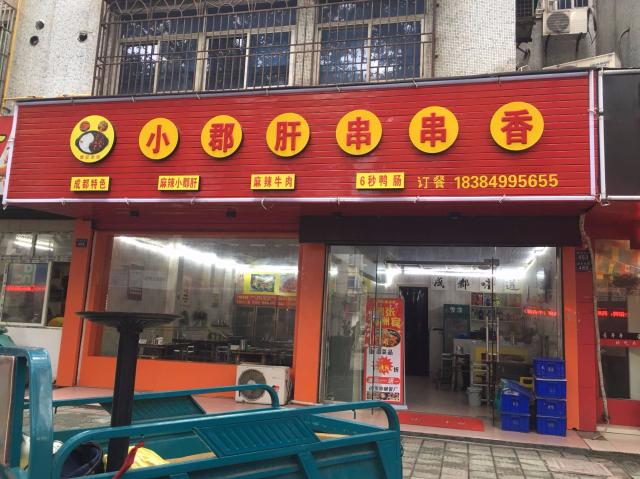 小郡肝串串香
成都特色
麻辣小郡肝
麻辣牛肉
6秒鸭肠
订餐 18384995655
成都味道
折